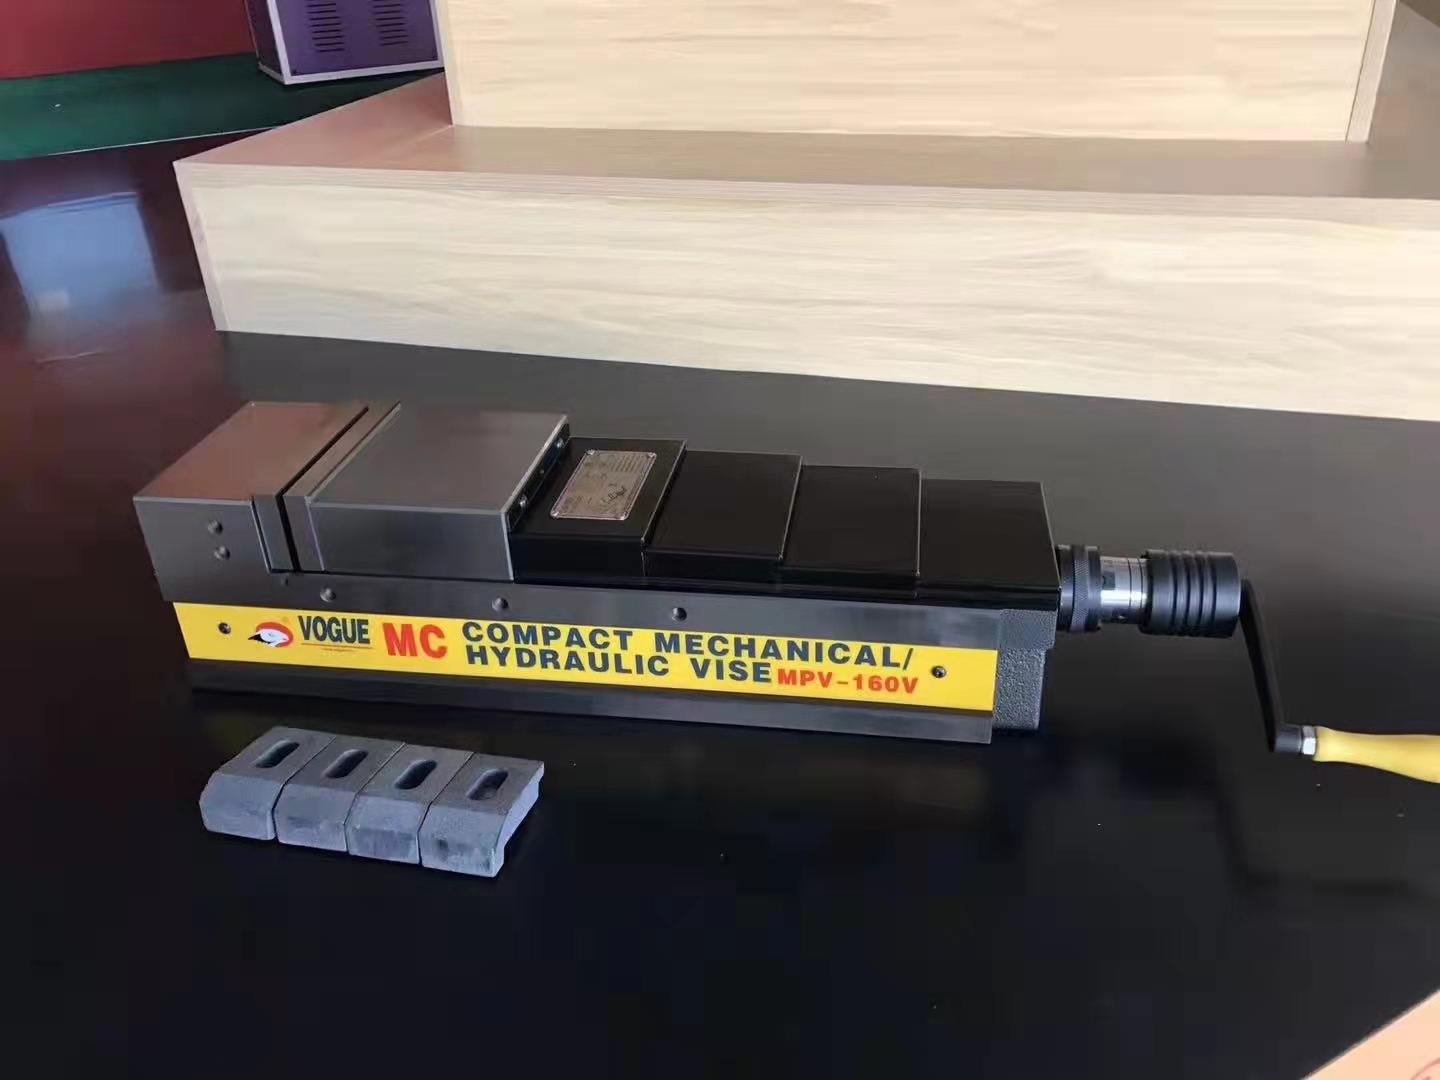 VOGUE MC COMPACT MECHANICAL/
HYDRAULIC VISE MPV-160V